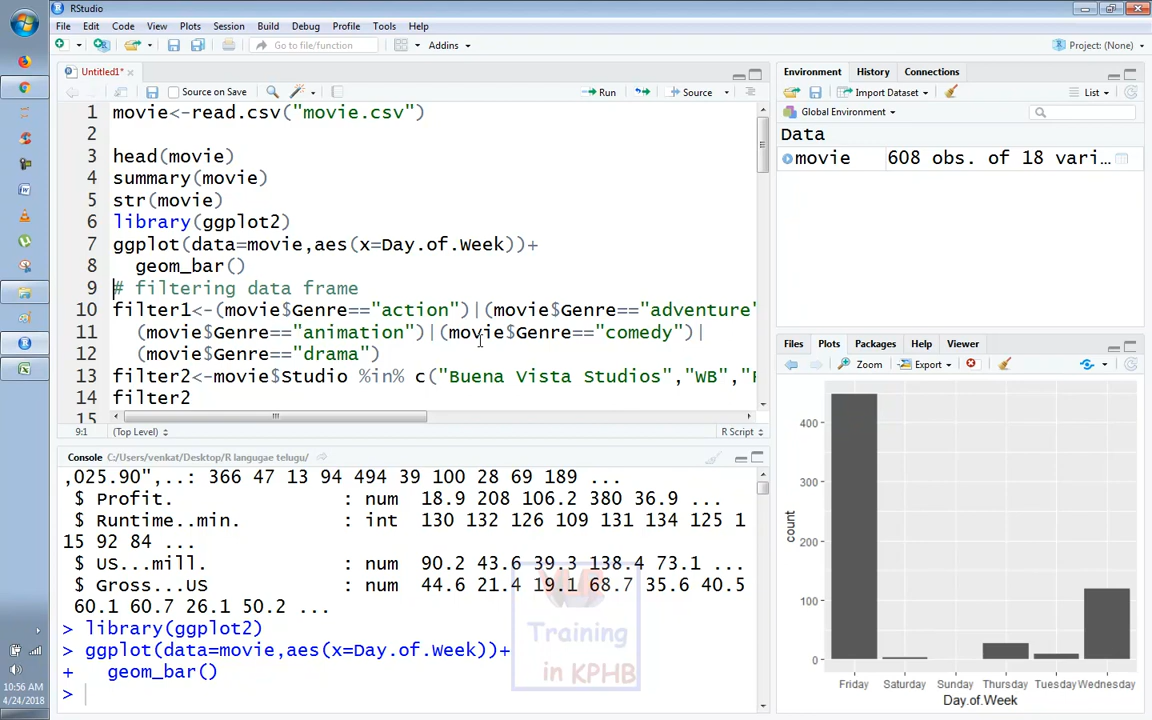 RStudio
File Edit Code View Plots Session Build Debug Profile Tools Help
Go to file/function Addins Project: (None)
Untitled1*
Source on Save Run Source
1 movie<-read.csv("movie.csv")
2
3 head(movie)
4 summary(movie)
5 str(movie)
6 library(ggplot2)
7 ggplot(data=movie,aes(x=Day.of.Week))+
8 geom_bar()
9 # filtering data frame
10 filter1<-(movie$Genre=="action")|(movie$Genre=="adventure"
11 (movie$Genre=="animation")|(movie$Genre=="comedy")|
12 (movie$Genre=="drama")
13 filter2<-movie$Studio %in% c("Buena Vista Studios","WB","
14 filter2
15
9:1 (Top Level) R Script
Console C:/Users/venkat/Desktop/R langugae telugu/
,025.90",..: 366 47 13 94 494 39 100 28 69 189 ...
$ Profit. : num 18.9 208 106.2 380 36.9 ...
$ Runtime..min. : int 130 132 126 109 131 134 125 1
15 92 84 ...
$ US...mill. : num 90.2 43.6 39.3 138.4 73.1 ...
$ Gross...US : num 44.6 21.4 19.1 68.7 35.6 40.5
60.1 60.7 26.1 50.2 ...
> library(ggplot2)
> ggplot(data=movie,aes(x=Day.of.Week))+
+ geom_bar()
>
Training
in KPHB
Environment History Connections
Import Dataset List
Global Environment
Data
movie 608 obs. of 18 vari...
Files Plots Packages Help Viewer
Zoom Export
400
300
200
100
0
count
Friday Saturday Sunday Thursday Tuesday Wednesday
Day.of.Week
10:56 AM
4/24/2018